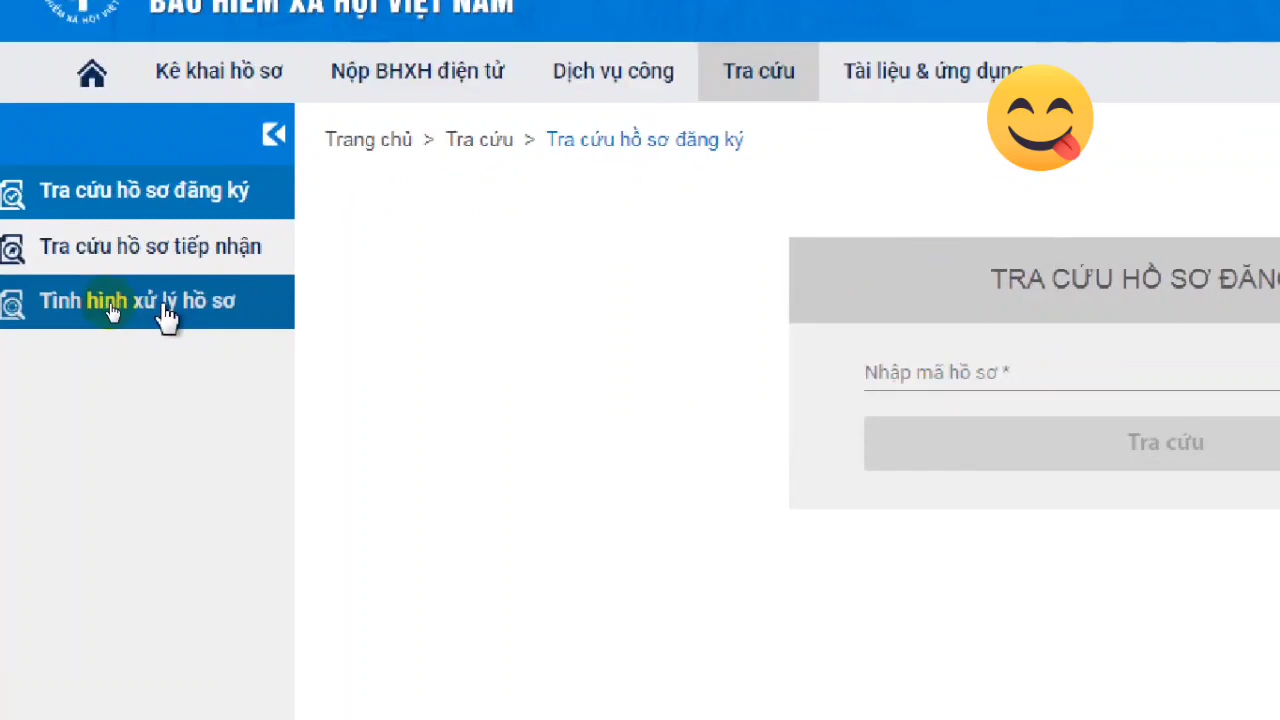 BẢO HIỂM XÃ HỘI VIỆT NAM
Kê khai hồ sơ
Nộp BHXH điện tử
Dịch vụ công
Tra cứu
Tài liệu & ứng dụng
Trang chủ > Tra cứu > Tra cứu hồ sơ đăng ký
Tra cứu hồ sơ đăng ký
Tra cứu hồ sơ tiếp nhận
Tình hình xử lý hồ sơ
TRA CỨU HỒ SƠ ĐĂN
Nhập mã hồ sơ *
Tra cứu